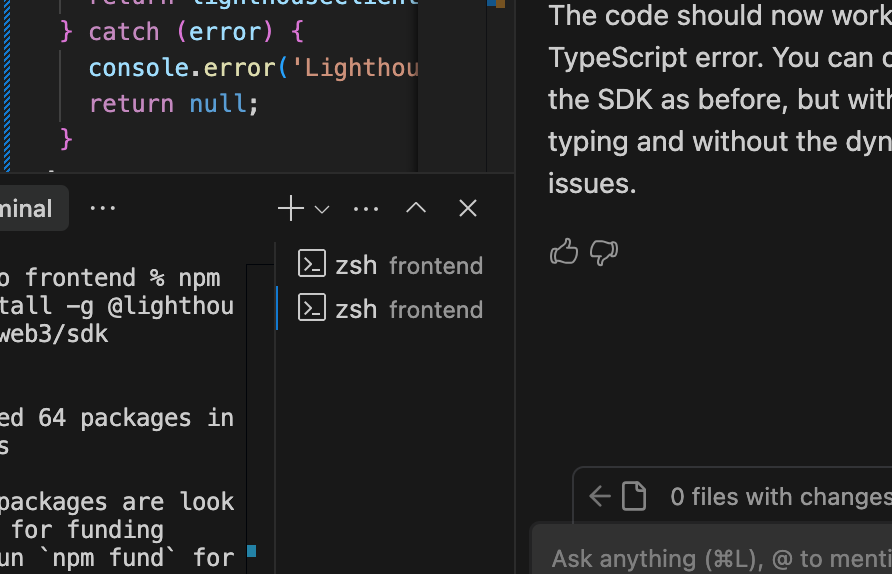 } catch (error) {
console.error('Lighthou
return null;
}
minal
o frontend % npm
tall -g @lighthou
web3/sdk
ed 64 packages in
s
packages are look
for funding
un `npm fund` for
zsh frontend
zsh frontend
The code should now work
TypeScript error. You can
the SDK as before, but with
typing and without the dyn
issues.
0 files with changes
Ask anything (⌘L), @ to menti